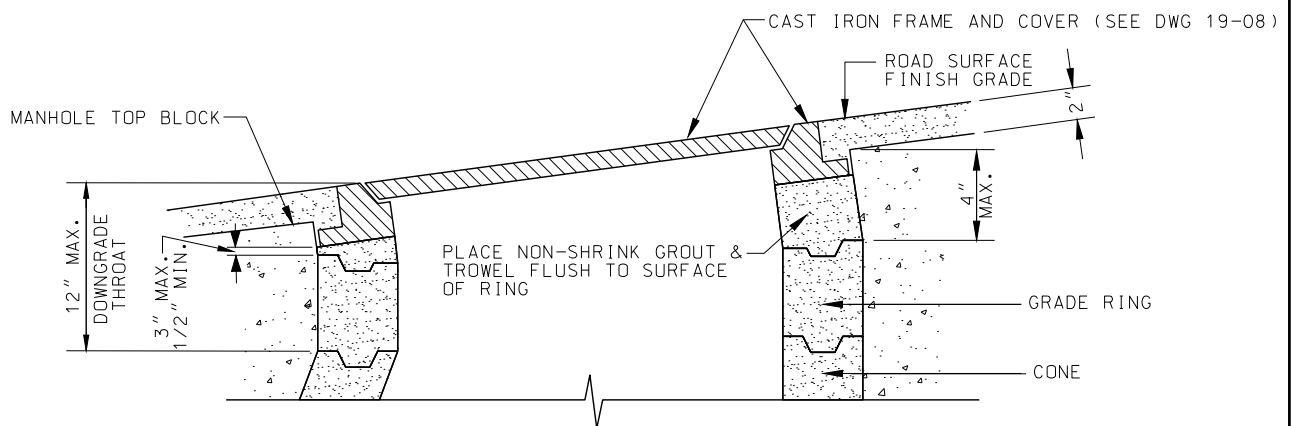 CAST IRON FRAME AND COVER (SEE DWG 19-08)
ROAD SURFACE
FINISH GRADE
2"
MANHOLE TOP BLOCK
4"
MAX.
12" MAX.
DOWNGRADE
THROAT
3" MAX.
1/2" MIN.
PLACE NON-SHRINK GROUT &
TROWEL FLUSH TO SURFACE
OF RING
GRADE RING
CONE